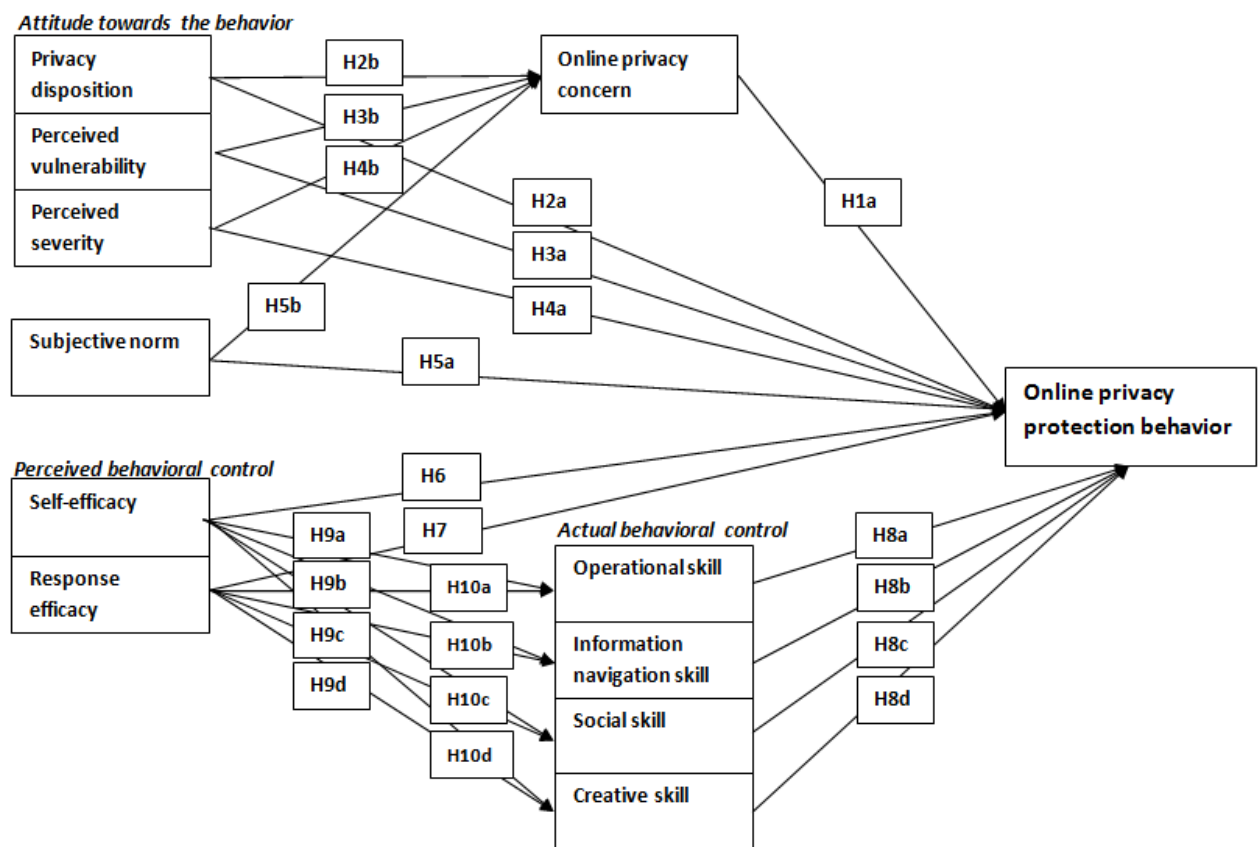 Attitude towards the behavior
Privacy
disposition
Perceived
vulnerability
Perceived
severity
H2b
H3b
H4b
Online privacy
concern
H2a
H3a
H4a
H1a
H5b
Subjective norm
H5a
Online privacy
protection behavior
Perceived behavioral control
Self-efficacy
Response
efficacy
H6
H7
H9a
H9b
H9c
H9d
H10a
H10b
H10c
H10d
Actual behavioral control
Operational skill
Information
navigation skill
Social skill
Creative skill
H8a
H8b
H8c
H8d